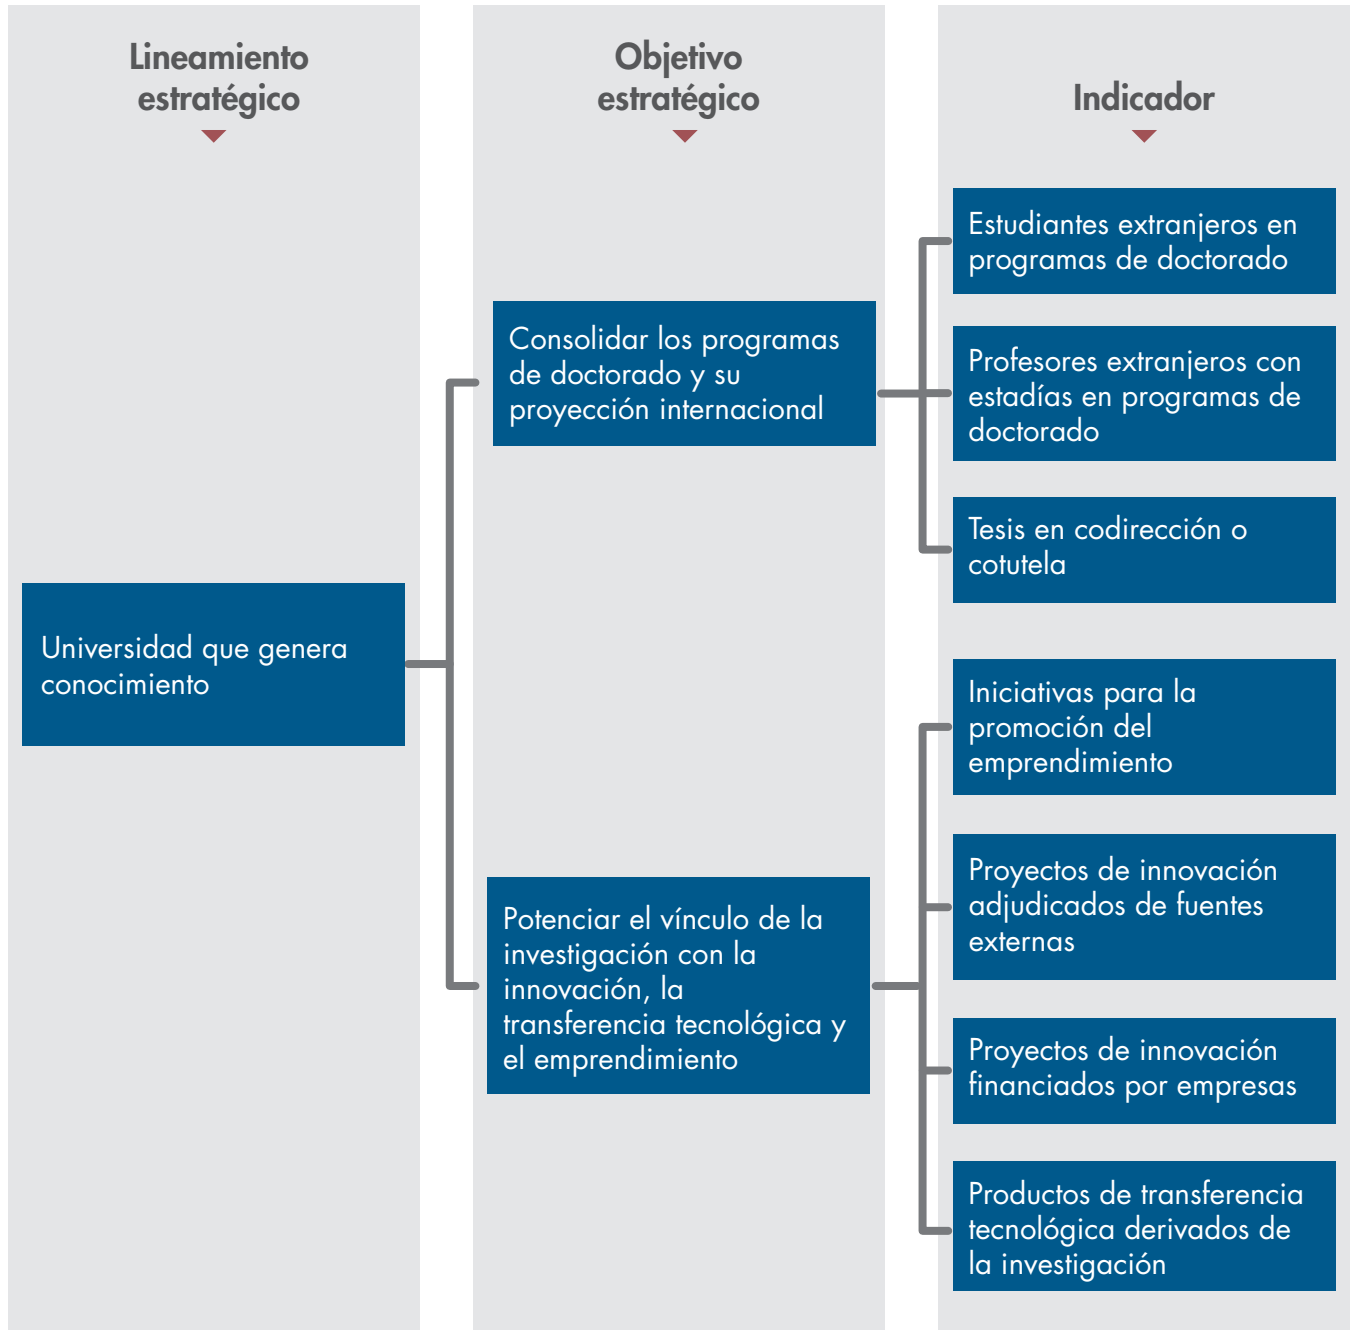 Lineamiento
estratégico
Objetivo
estratégico
Indicador
Universidad que genera
conocimiento
Consolidar los programas
de doctorado y su
proyección internacional
Estudiantes extranjeros en
programas de doctorado
Profesores extranjeros con
estadías en programas de
doctorado
Tesis en codirección o
cotutela
Potenciar el vínculo de la
investigación con la
innovación, la
transferencia tecnológica y
el emprendimiento
Iniciativas para la
promoción del
emprendimiento
Proyectos de innovación
adjudicados de fuentes
externas
Proyectos de innovación
financiados por empresas
Productos de transferencia
tecnológica derivados de
la investigación